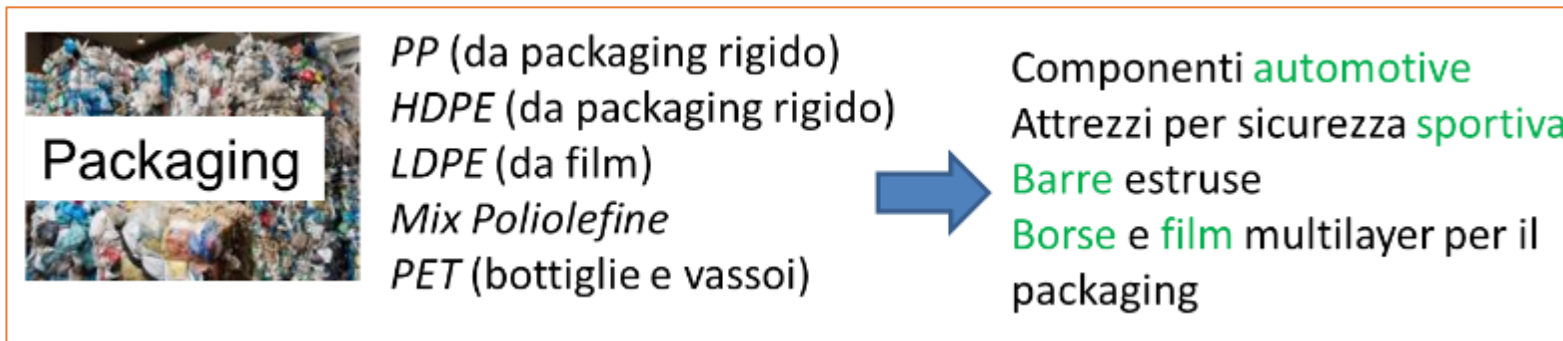 Packaging
PP (da packaging rigido)
HDPE (da packaging rigido)
LDPE (da film)
Mix Poliolefine
PET (bottiglie e vassoi)
Componenti automotive
Attrezzi per sicurezza sportiva
Barre estruse
Borse e film multilayer per il
packaging